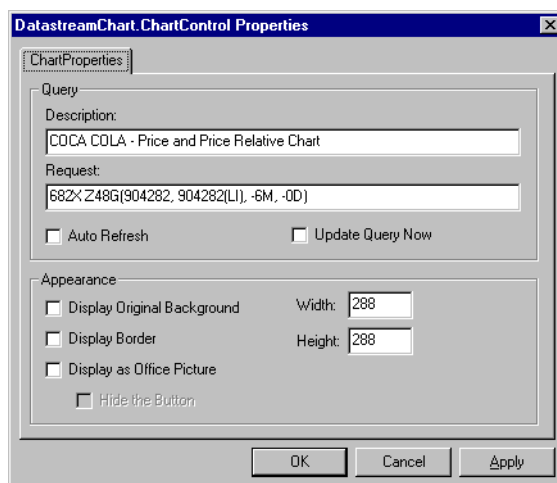 DatastreamChart.ChartControl Properties
ChartProperties
Query
Description:
COCA COLA - Price and Price Relative Chart
Request:
682X Z48G(904282, 904282(LI), -6M, -0D)
Auto Refresh Update Query Now
Appearance
Display Original Background Width: 288
Display Border Height: 288
Display as Office Picture
Hide the Button
OK Cancel Apply